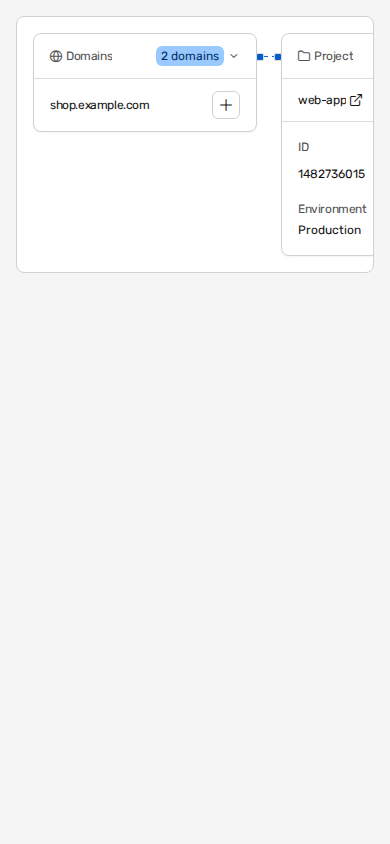 Domains
2 domains
shop.example.com
Project
web-app
ID
1482736015
Environment
Production